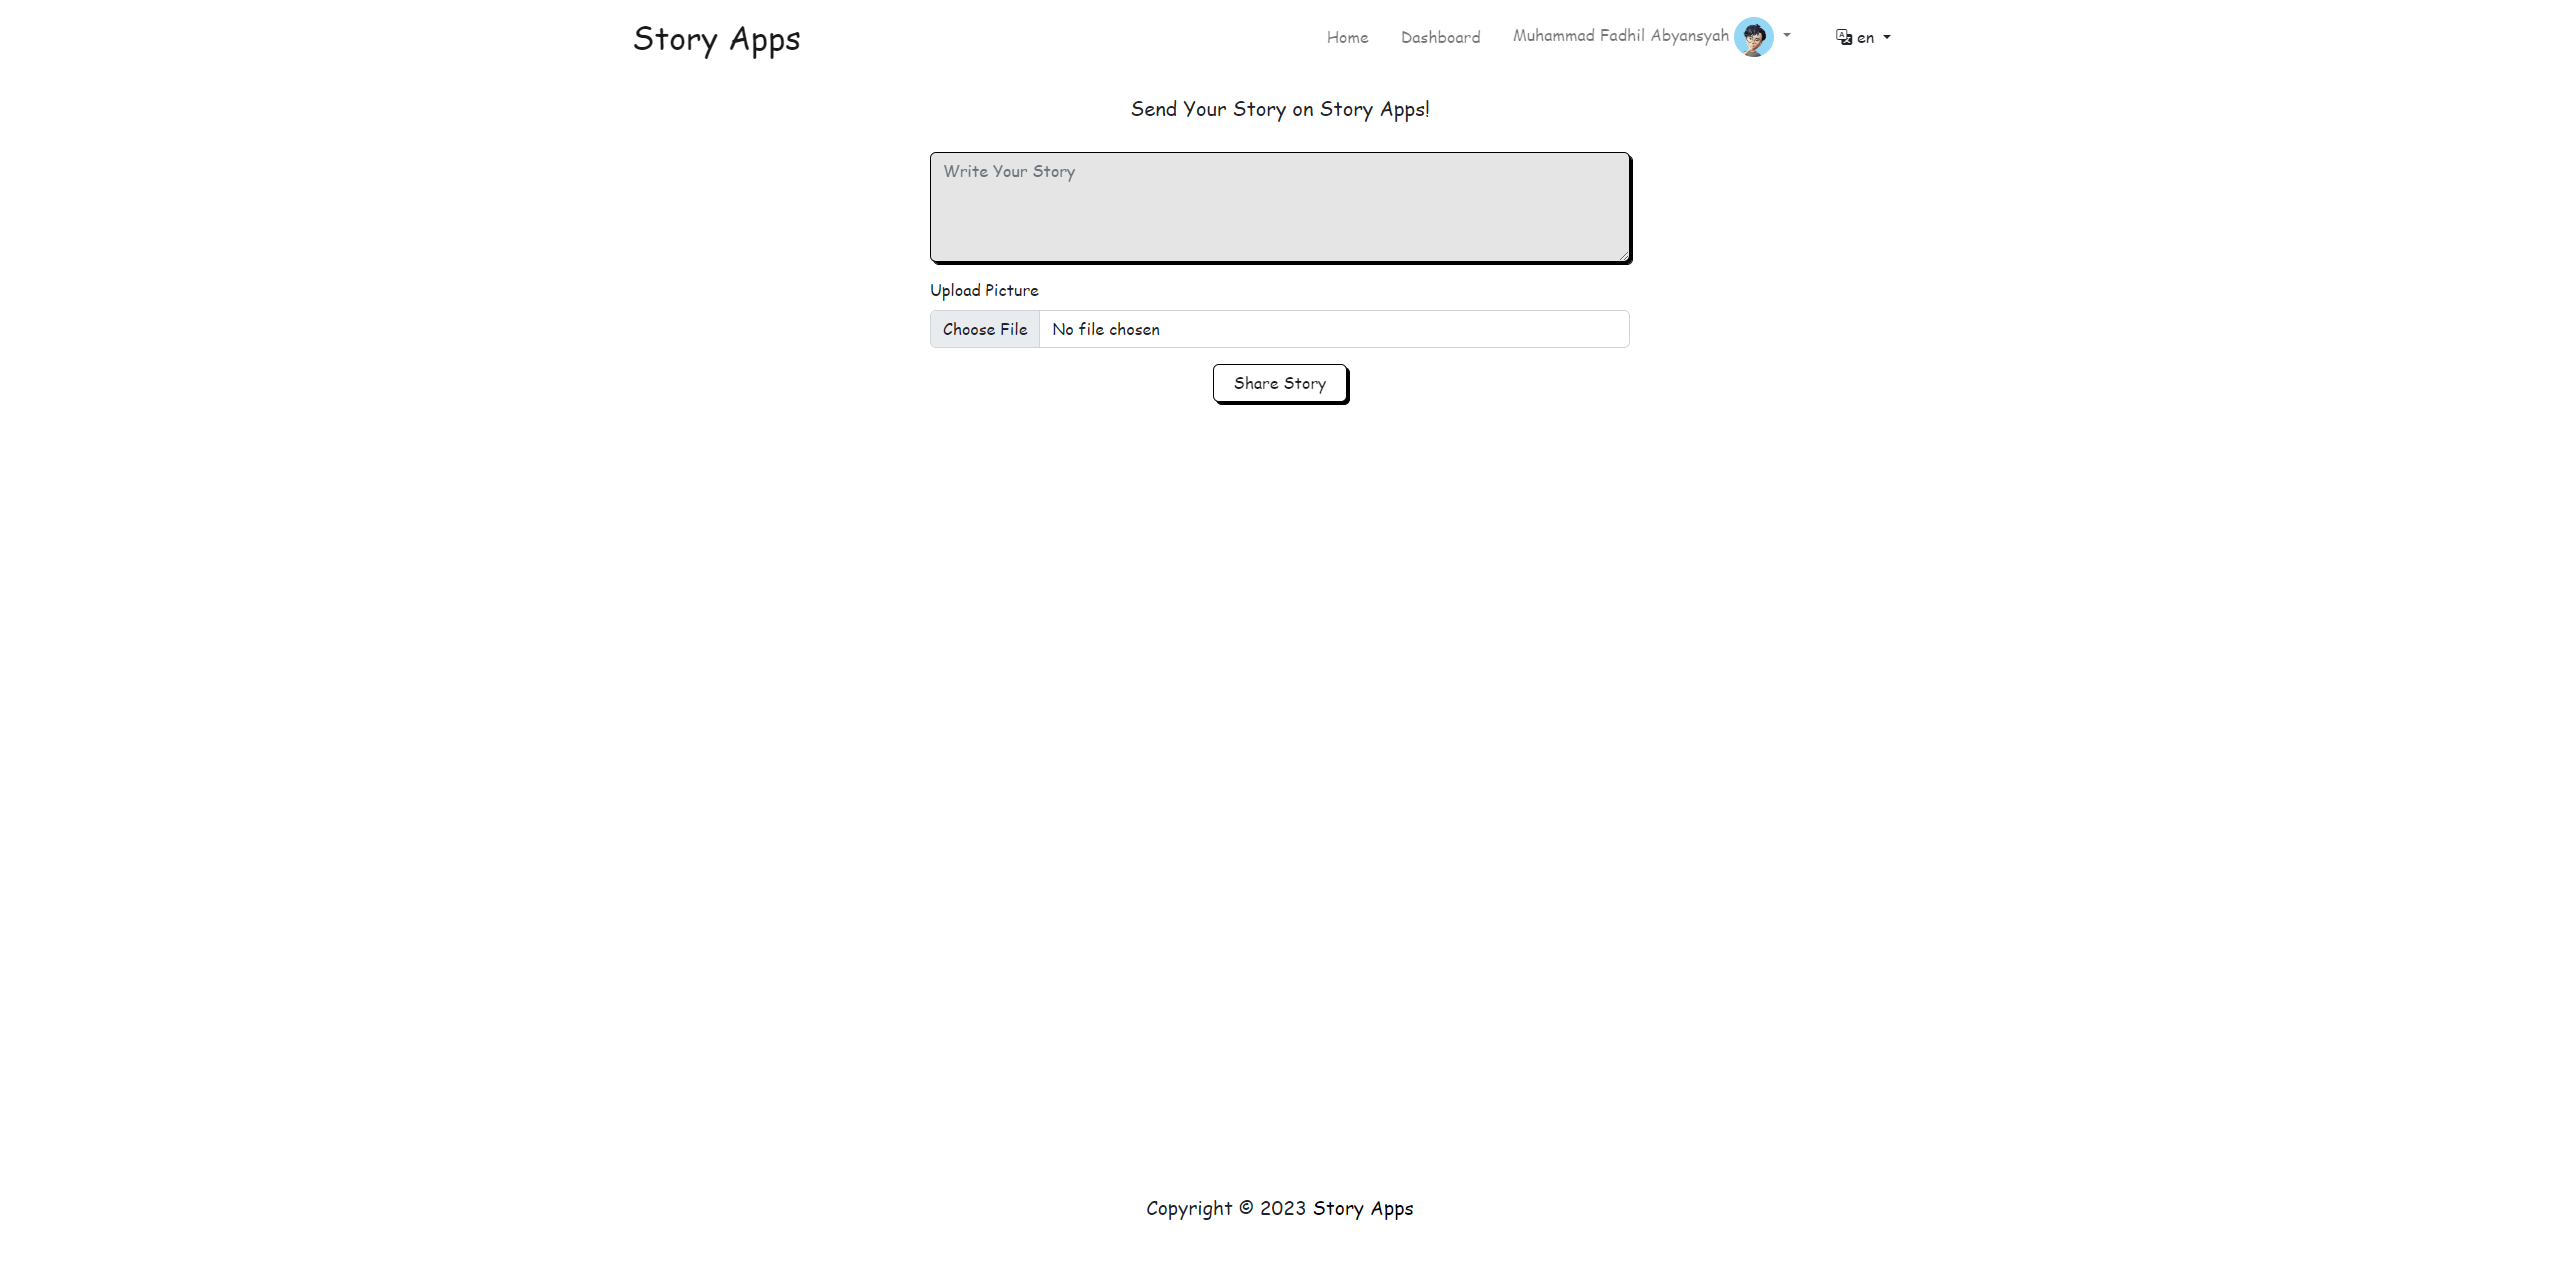 Story Apps
Home Dashboard Muhammad Fadhil Abyansyah en
Send Your Story on Story Apps!
Write Your Story
Upload Picture
Choose File No file chosen
Share Story
Copyright © 2023 Story Apps